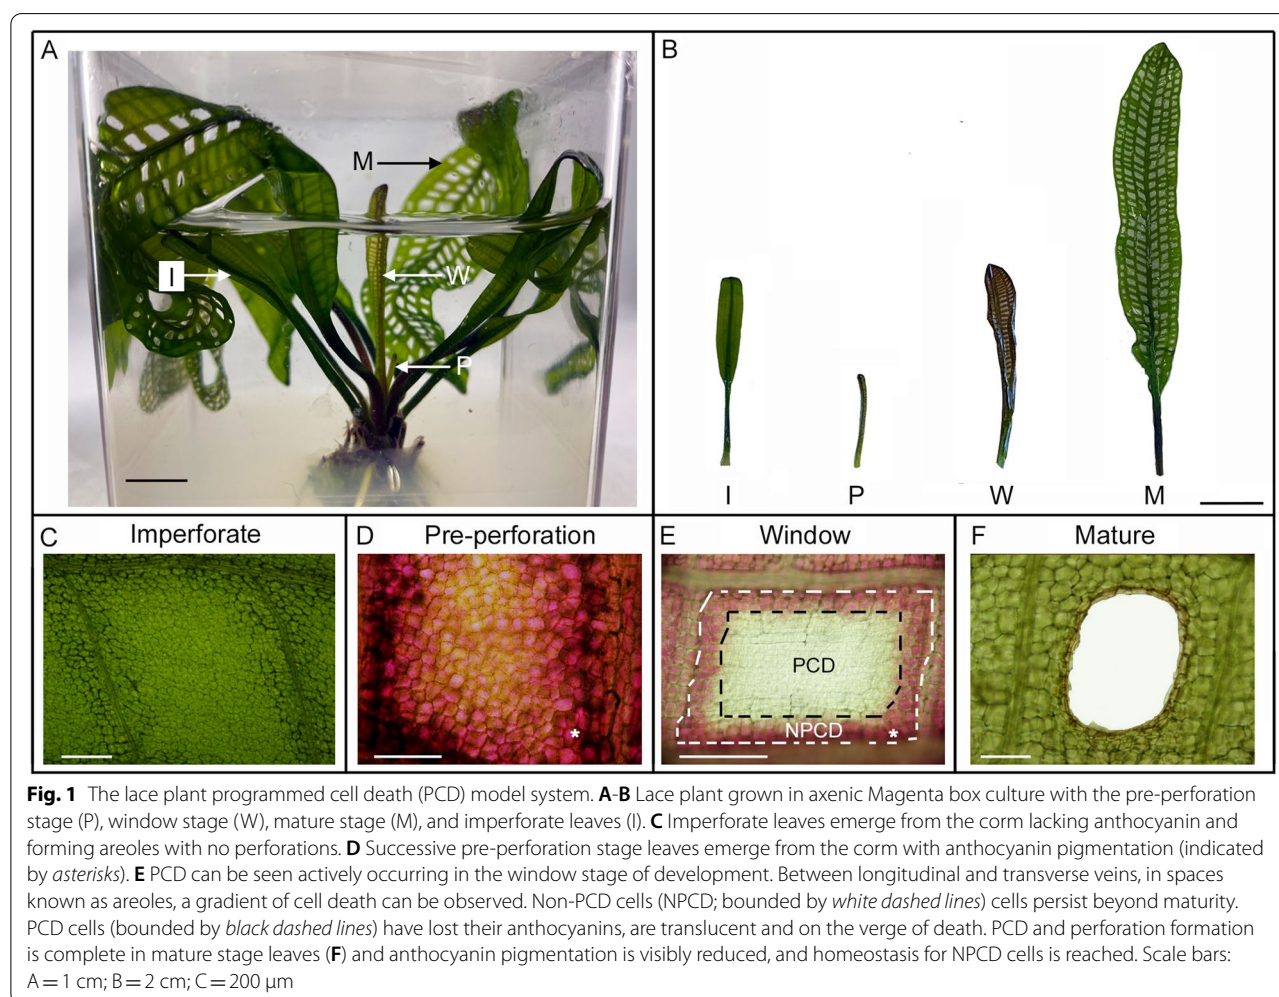 A
B
M
I
W
P
I
P
W
M
C
Imperforate
D
Pre-perforation
E
Window
F
Mature
*
PCD
NPCD
*
Fig. 1 The lace plant programmed cell death (PCD) model system. A-B Lace plant grown in axenic Magenta box culture with the pre-perforation
stage (P), window stage (W), mature stage (M), and imperforate leaves (I). C Imperforate leaves emerge from the corm lacking anthocyanin and
forming areoles with no perforations. D Successive pre-perforation stage leaves emerge from the corm with anthocyanin pigmentation (indicated
by asterisks). E PCD can be seen actively occurring in the window stage of development. Between longitudinal and transverse veins, in spaces
known as areoles, a gradient of cell death can be observed. Non-PCD cells (NPCD; bounded by white dashed lines) cells persist beyond maturity.
PCD cells (bounded by black dashed lines) have lost their anthocyanins, are translucent and on the verge of death. PCD and perforation formation
is complete in mature stage leaves (F) and anthocyanin pigmentation is visibly reduced, and homeostasis for NPCD cells is reached. Scale bars:
A = 1 cm; B = 2 cm; C = 200 μm